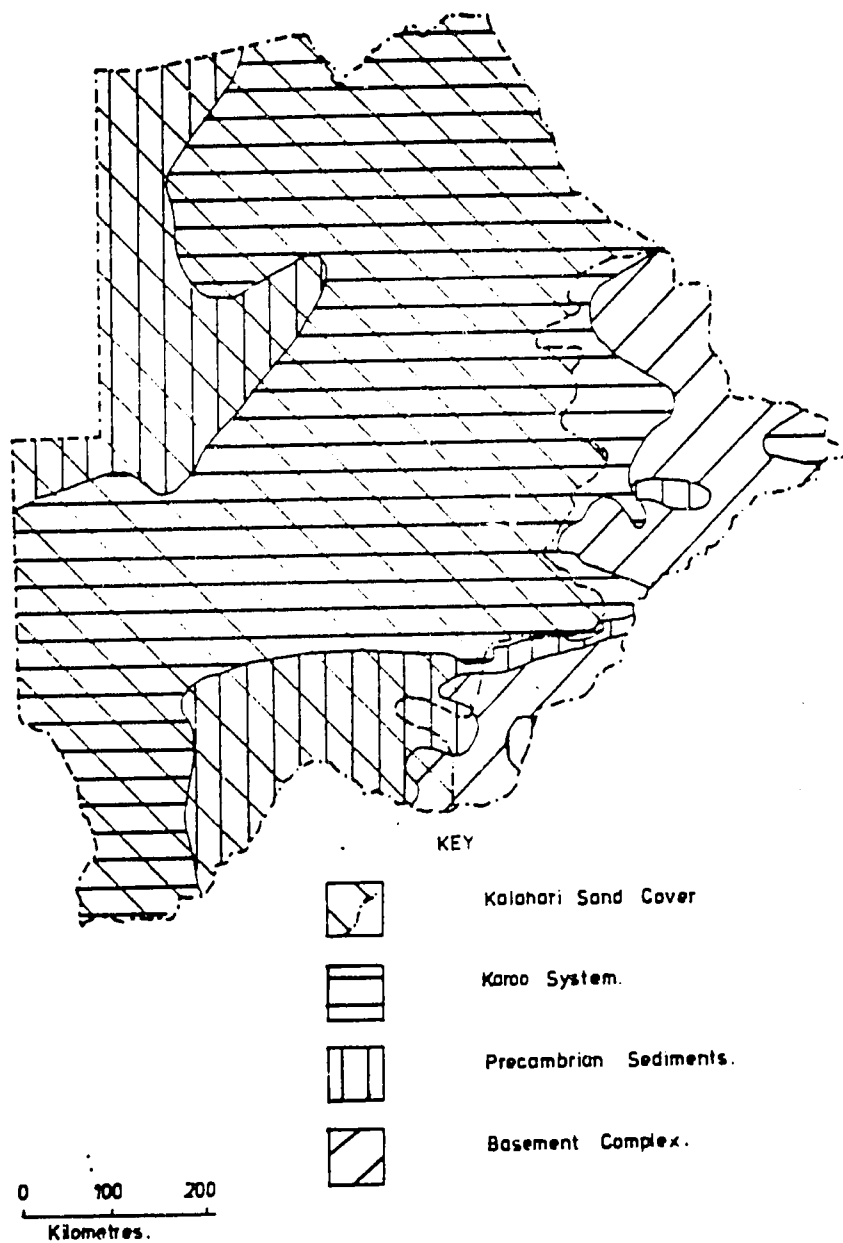 KEY
Kalahari Sand Cover
Karoo System.
Precambrian Sediments.
Basement Complex.
0 100 200
Kilometres.